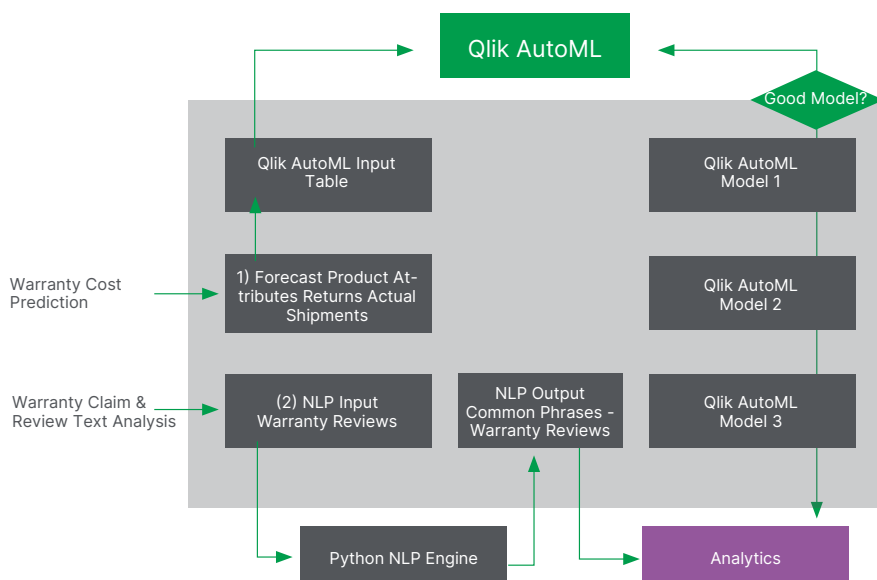 Qlik AutoML
Good Model?
Qlik AutoML Input
Table
Qlik AutoML
Model 1
Warranty Cost
Prediction
1) Forecast Product At-
tributes Returns Actual
Shipments
Qlik AutoML
Model 2
Warranty Claim &
Review Text Analysis
(2) NLP Input
Warranty Reviews
NLP Output
Common Phrases -
Warranty Reviews
Qlik AutoML
Model 3
Python NLP Engine
Analytics